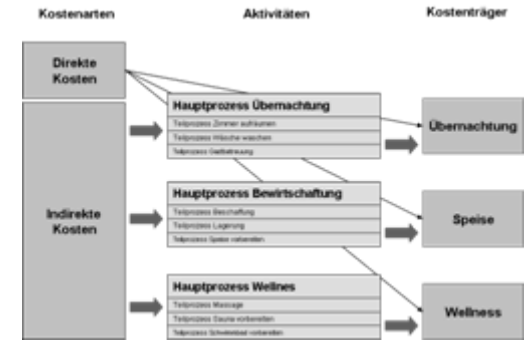 Kostenarten
Aktivitäten
Kostenträger
Direkte
Kosten
Indirekte
Kosten
Hauptprozess Übernachtung
Teilprozess Zimmer aufräumen
Teilprozess Wäsche waschen
Teilprozess Gastbetreuung
Hauptprozess Bewirtschaftung
Teilprozess Beschaffung
Teilprozess Lagerung
Teilprozess Speise vorbereiten
Hauptprozess Wellnes
Teilprozess Massage
Teilprozess Sauna vorbereiten
Teilprozess Schwimmbad vorbereiten
Übernachtung
Speise
Wellness